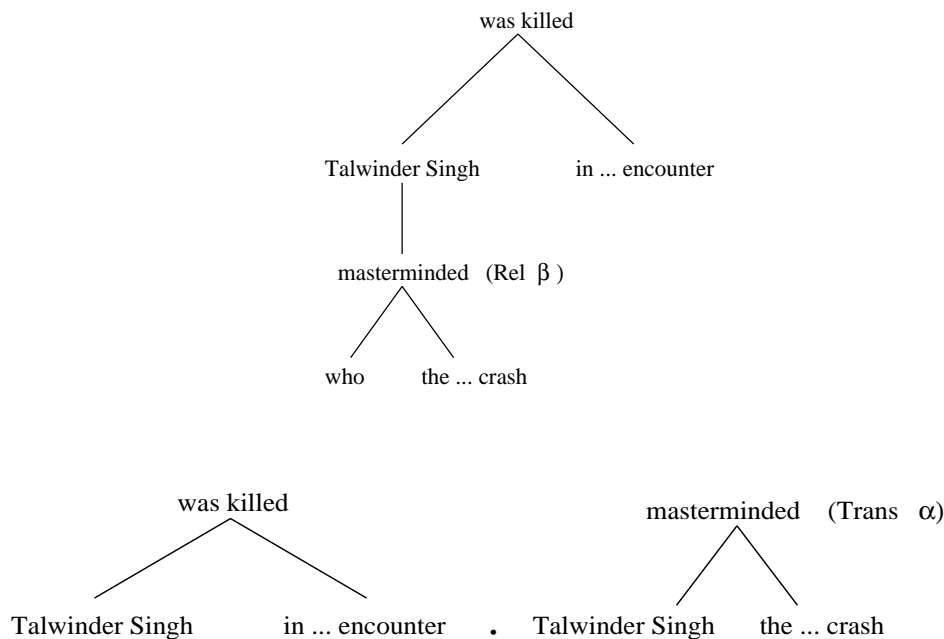 was killed
Talwinder Singh in ... encounter
masterminded (Rel β )
who the ... crash
was killed masterminded (Trans α)
Talwinder Singh in ... encounter . Talwinder Singh the ... crash